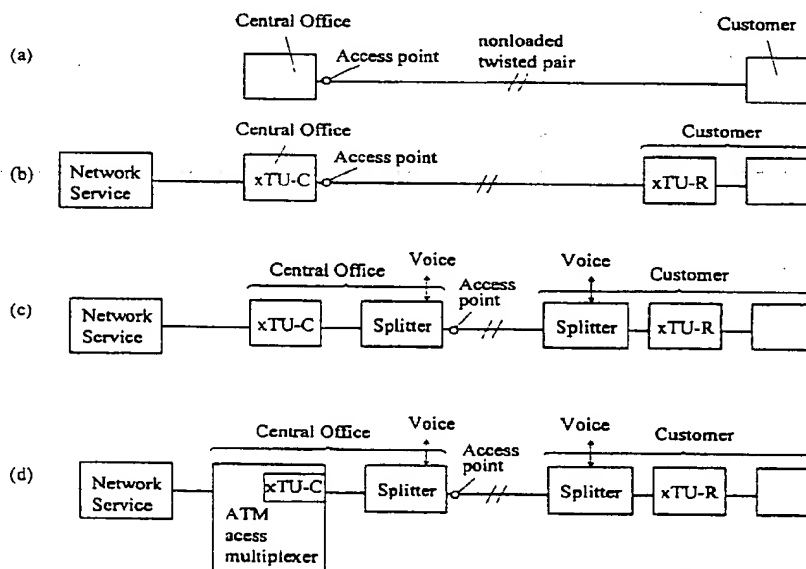 (a)
Central Office
Access point
nonloaded
twisted pair
Customer
(b)
Network
Service
Central Office
xTU-C
Access point
Customer
xTU-R
(c)
Network
Service
Central Office
xTU-C
Voice
Splitter
Access
point
Voice
Splitter
Customer
xTU-R
(d)
Network
Service
Central Office
xTU-C
ATM
acess
multiplexer
Voice
Splitter
Access
point
Voice
Splitter
Customer
xTU-R